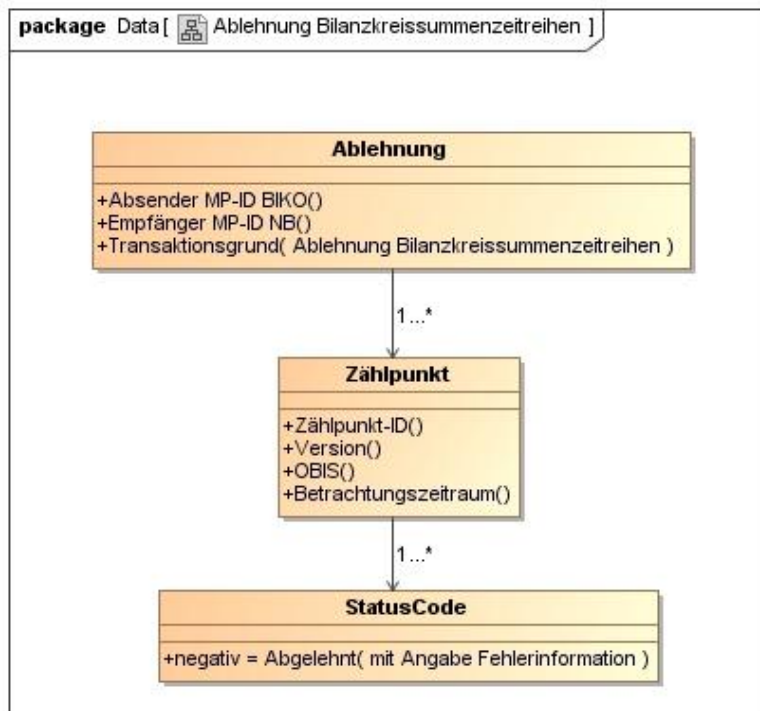 package Data [ Ablehnung Bilanzkreissummenzeitreihen ]
Ablehnung
+Absender MP-ID BIKO()
+Empfänger MP-ID NB()
+Transaktionsgrund( Ablehnung Bilanzkreissummenzeitreihen )
1...*
Zählpunkt
+Zählpunkt-ID()
+Version()
+OBIS()
+Betrachtungszeitraum()
1...*
StatusCode
+negativ = Abgelehnt( mit Angabe Fehlerinformation )